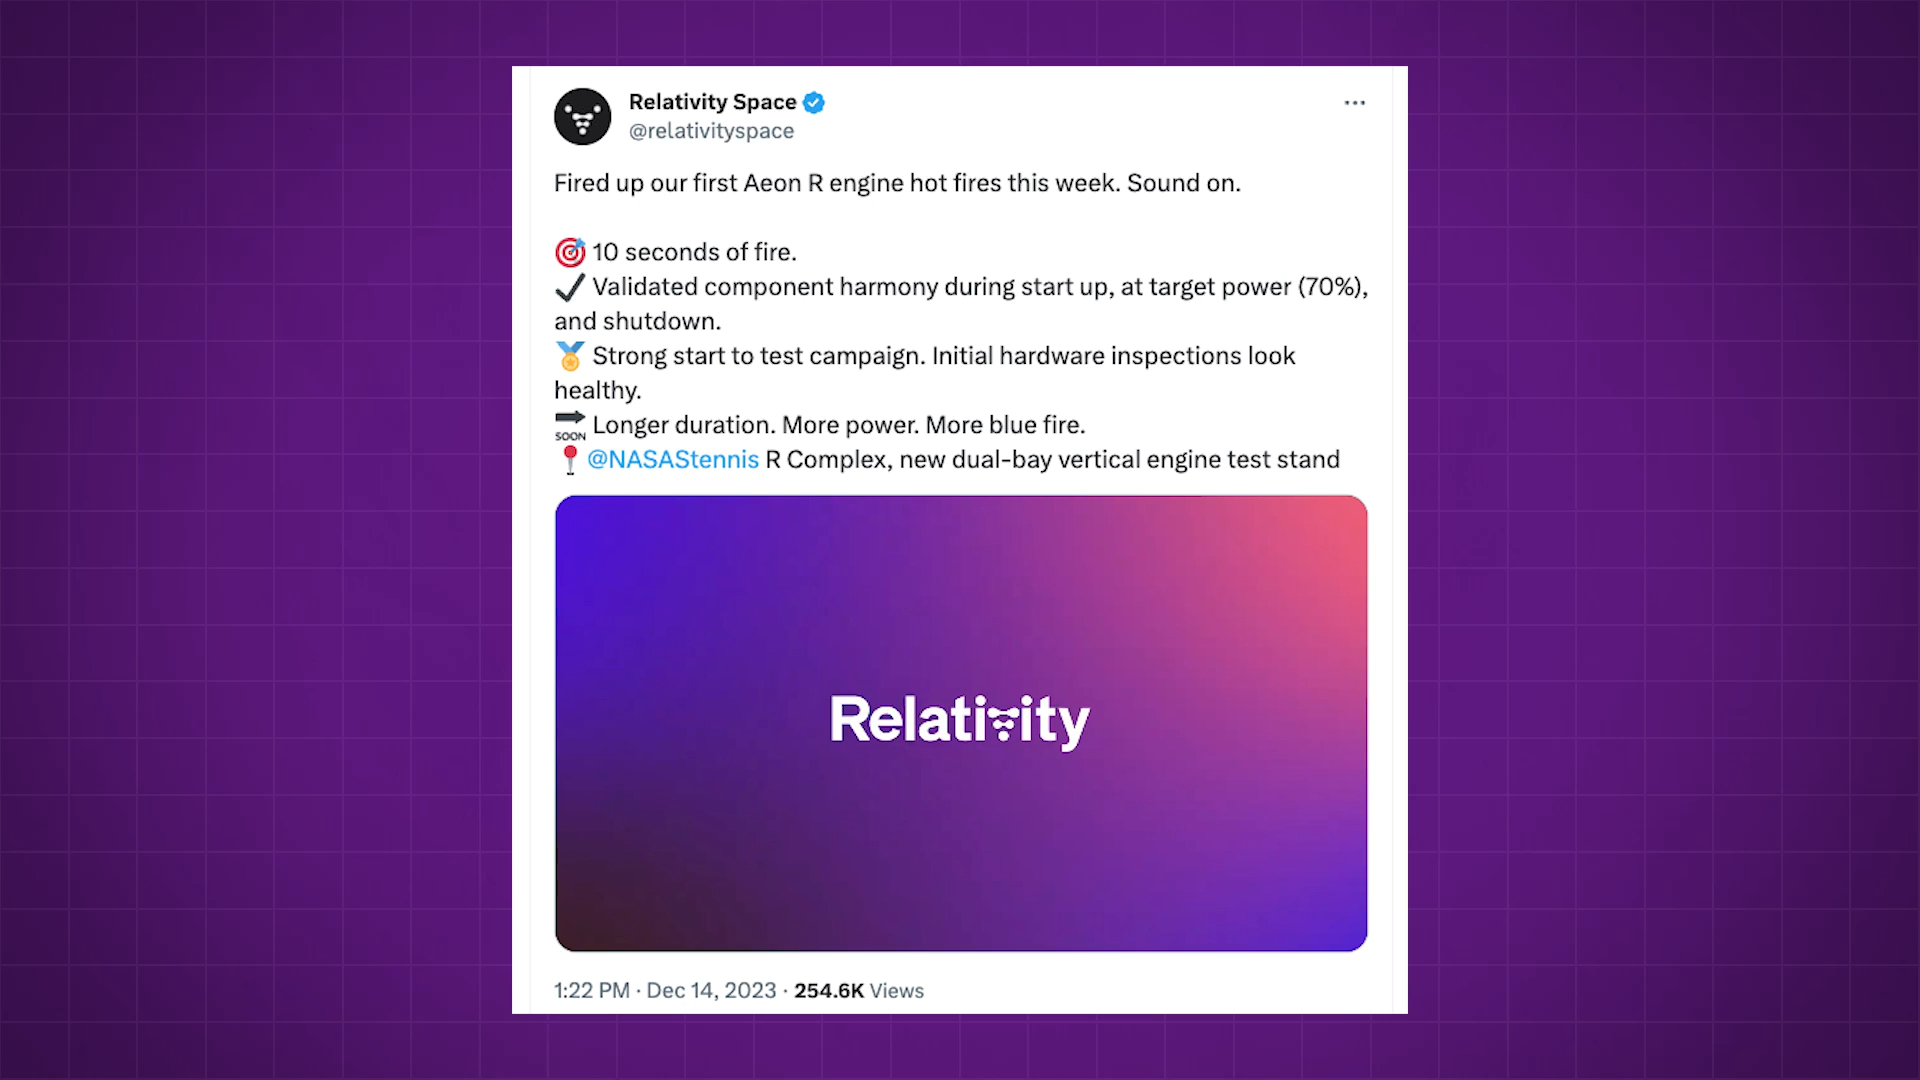 Relativity Space
@relativityspace
Fired up our first Aeon R engine hot fires this week. Sound on.
🎯 10 seconds of fire.
✔️ Validated component harmony during start up, at target power (70%),
and shutdown.
🏅 Strong start to test campaign. Initial hardware inspections look
healthy.
🔜 Longer duration. More power. More blue fire.
📍 @NASAStennis R Complex, new dual-bay vertical engine test stand
Relativity
1:22 PM · Dec 14, 2023 · 254.6K Views